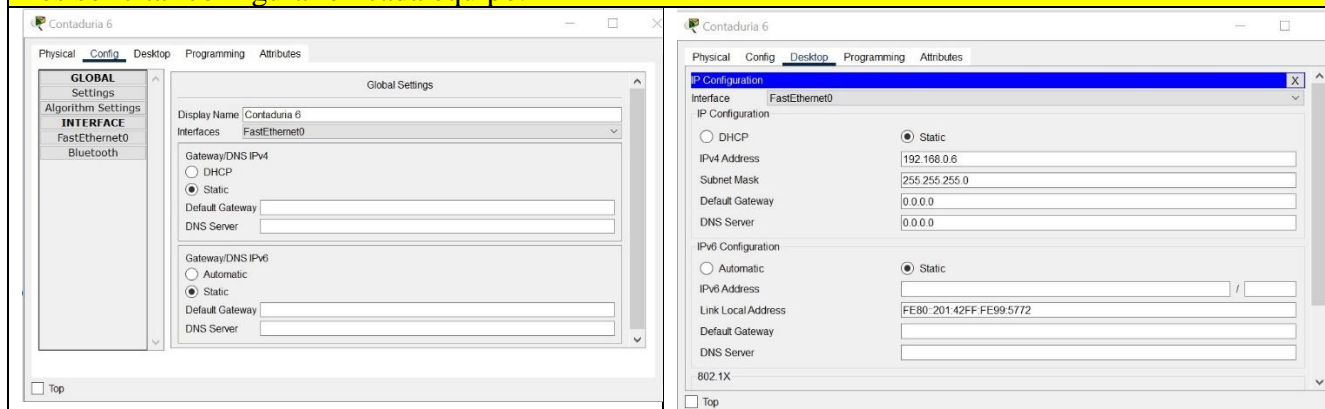 Contaduria 6
Physical Config Desktop Programming Attributes
GLOBAL
Settings
Algorithm Settings
INTERFACE
FastEthernet0
Bluetooth
Global Settings
Display Name Contaduria 6
Interfaces FastEthernet0
Gateway/DNS IPv4
DHCP
Static
Default Gateway
DNS Server
Gateway/DNS IPv6
Automatic
Static
Default Gateway
DNS Server
Top
Contaduria 6
Physical Config Desktop Programming Attributes
IP Configuration X
Interface FastEthernet0
IP Configuration
DHCP Static
IPv4 Address 192.168.0.6
Subnet Mask 255.255.255.0
Default Gateway 0.0.0.0
DNS Server 0.0.0.0
IPv6 Configuration
Automatic Static
IPv6 Address /
Link Local Address FE80::201:42FF:FE99:5772
Default Gateway
DNS Server
802.1X
Top